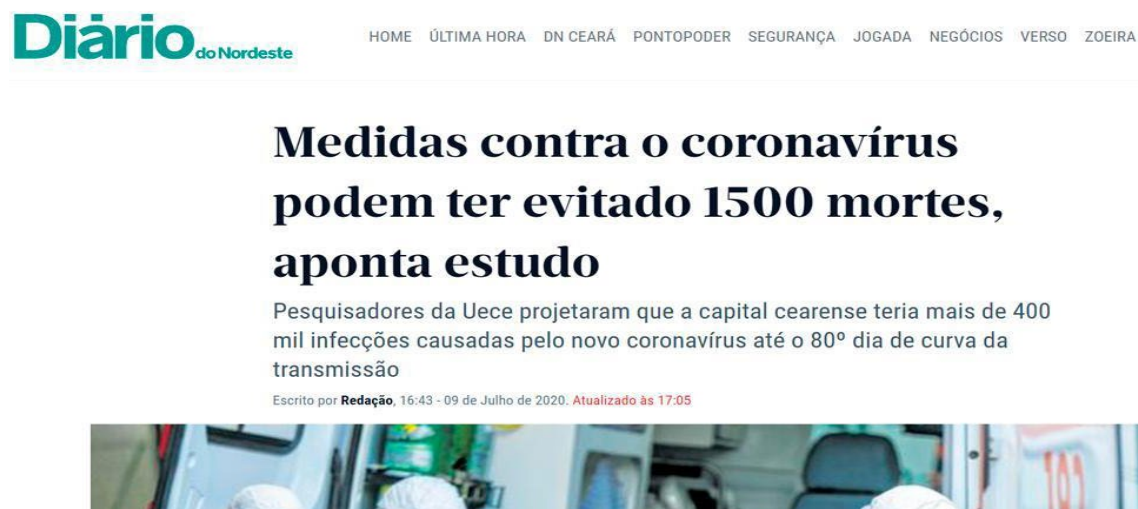 Diário do Nordeste
HOME ÚLTIMA HORA DN CEARÁ PONTOPODER SEGURANÇA JOGADA NEGÓCIOS VERSO ZOEIRA
Medidas contra o coronavírus
podem ter evitado 1500 mortes,
aponta estudo
Pesquisadores da Uece projetaram que a capital cearense teria mais de 400
mil infecções causadas pelo novo coronavírus até o 80º dia de curva da
transmissão
Escrito por Redação, 16:43 - 09 de Julho de 2020. Atualizado às 17:05
192